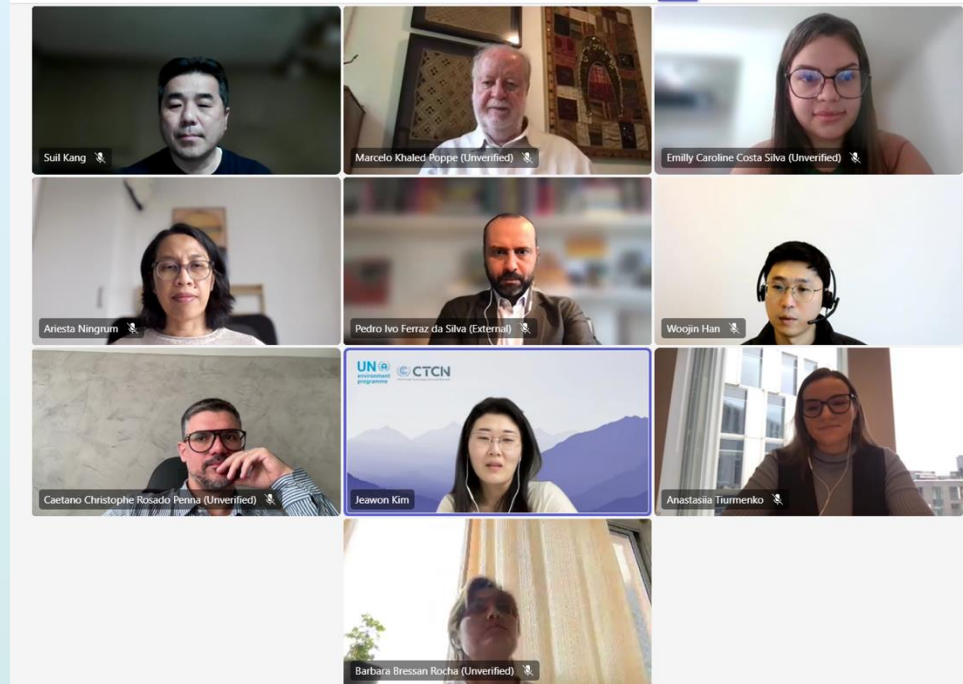 Suil Kang
Marcelo Khaled Poppe (Unverified)
Emilly Caroline Costa Silva (Unverified)
Ariesta Ningrum
Pedro Ivo Ferraz da Silva (External)
Woojin Han
UN
environment
programme
CTCN
Caetano Christophe Rosado Penna (Unverified)
Jeawon Kim
Anastasiia Tiurmenko
Barbara Bressan Rocha (Unverified)